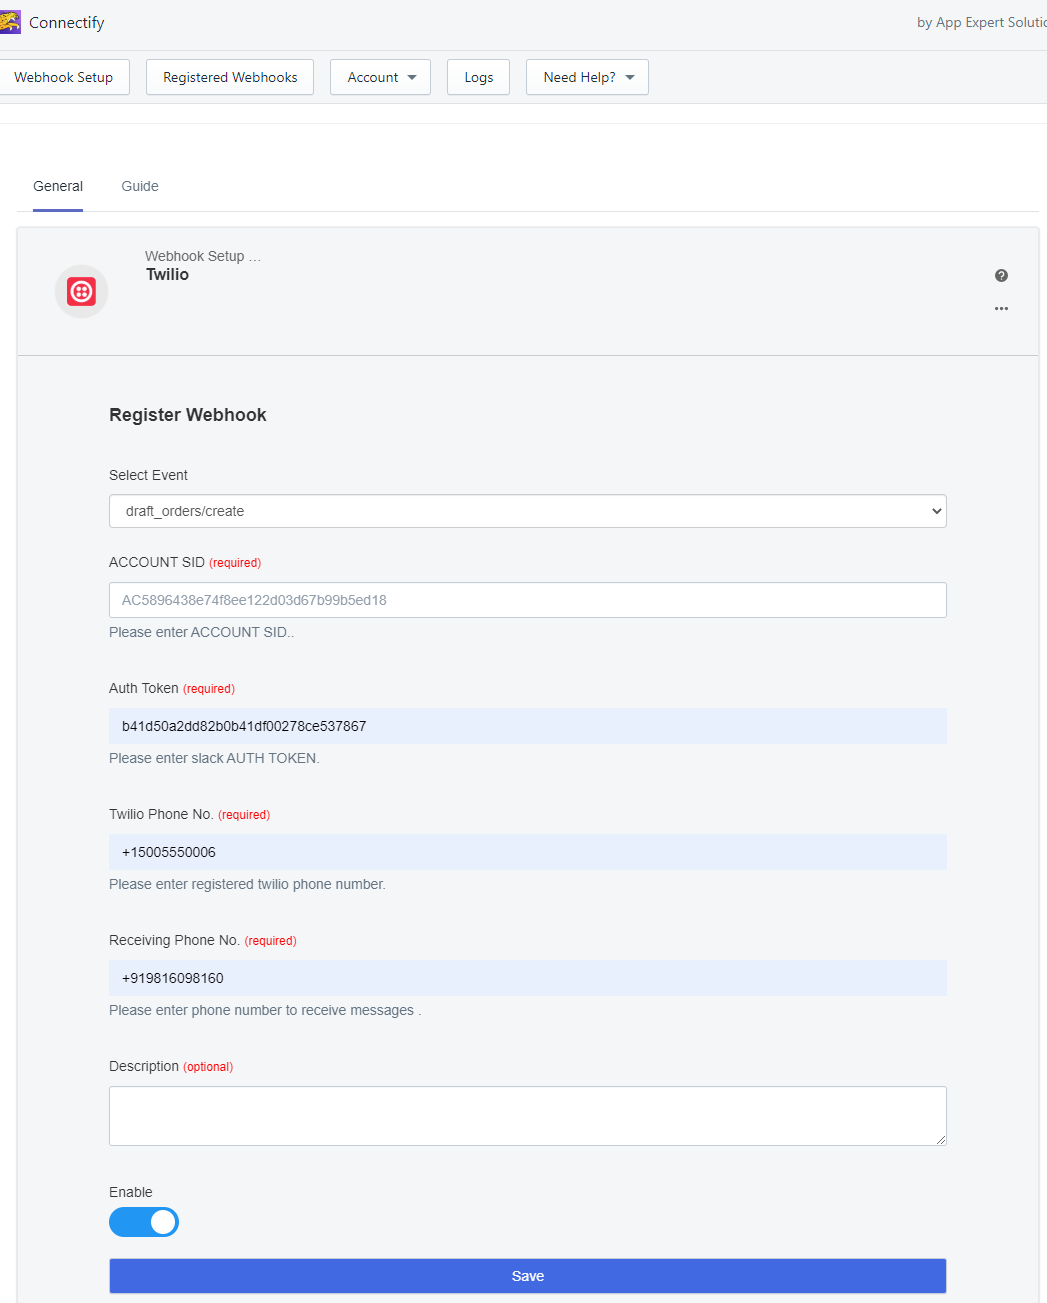 Connectify
by App Expert Solutio
Webhook Setup
Registered Webhooks
Account
Logs
Need Help?
General
Guide
Webhook Setup ...
Twilio
Register Webhook
Select Event
draft_orders/create
ACCOUNT SID (required)
AC5896438e74f8ee122d03d67b99b5ed18
Please enter ACCOUNT SID..
Auth Token (required)
b41d50a2dd82b0b41df00278ce537867
Please enter slack AUTH TOKEN.
Twilio Phone No. (required)
+15005550006
Please enter registered twilio phone number.
Receiving Phone No. (required)
+919816098160
Please enter phone number to receive messages .
Description (optional)
Enable
Save